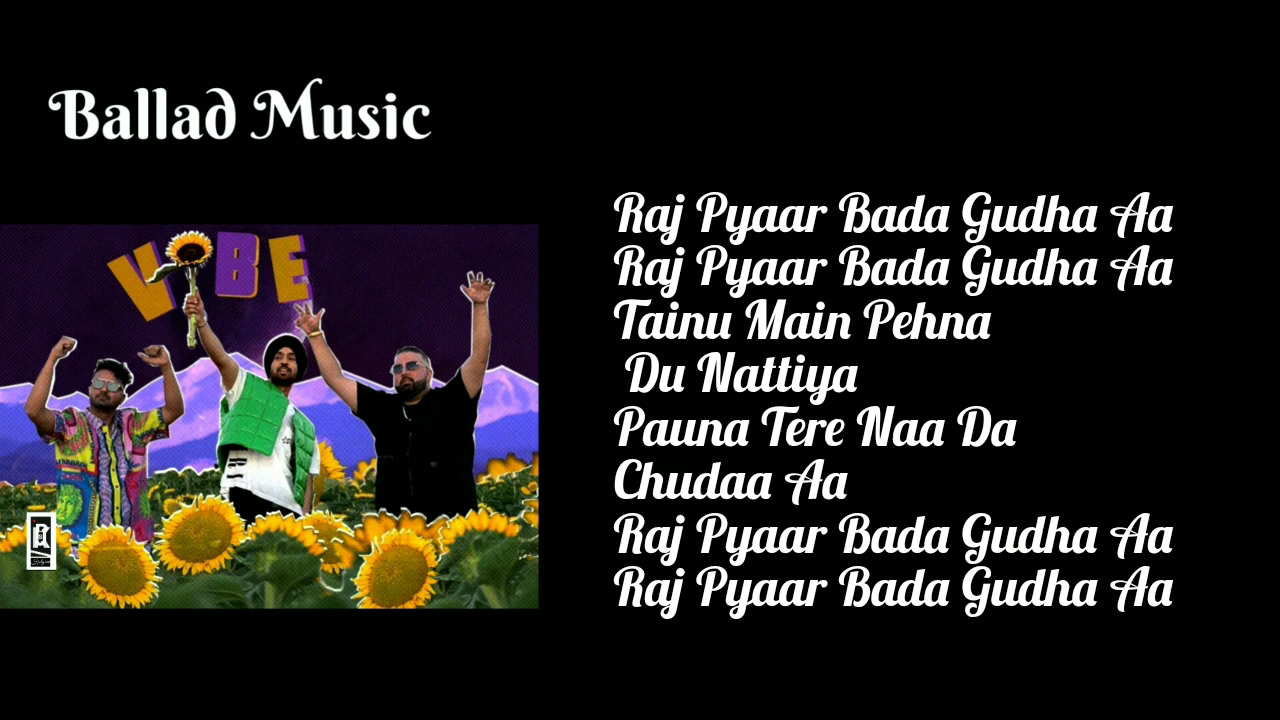 Ballad Music
VIBE
Raj Pyaar Bada Gudha Aa
Raj Pyaar Bada Gudha Aa
Tainu Main Pehna
Du Nattiya
Pauna Tere Naa Da
Chudaa Aa
Raj Pyaar Bada Gudha Aa
Raj Pyaar Bada Gudha Aa